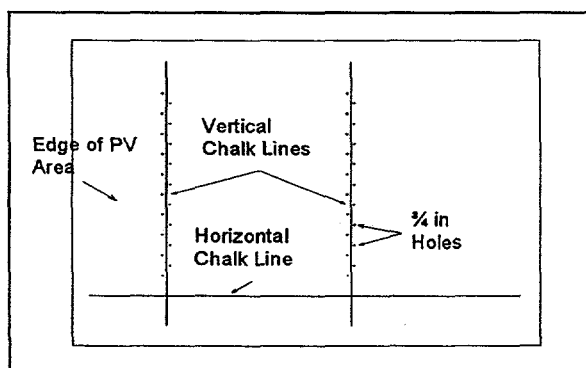 Edge of PV
Area
Vertical
Chalk Lines
Horizontal
Chalk Line
¾ in
Holes